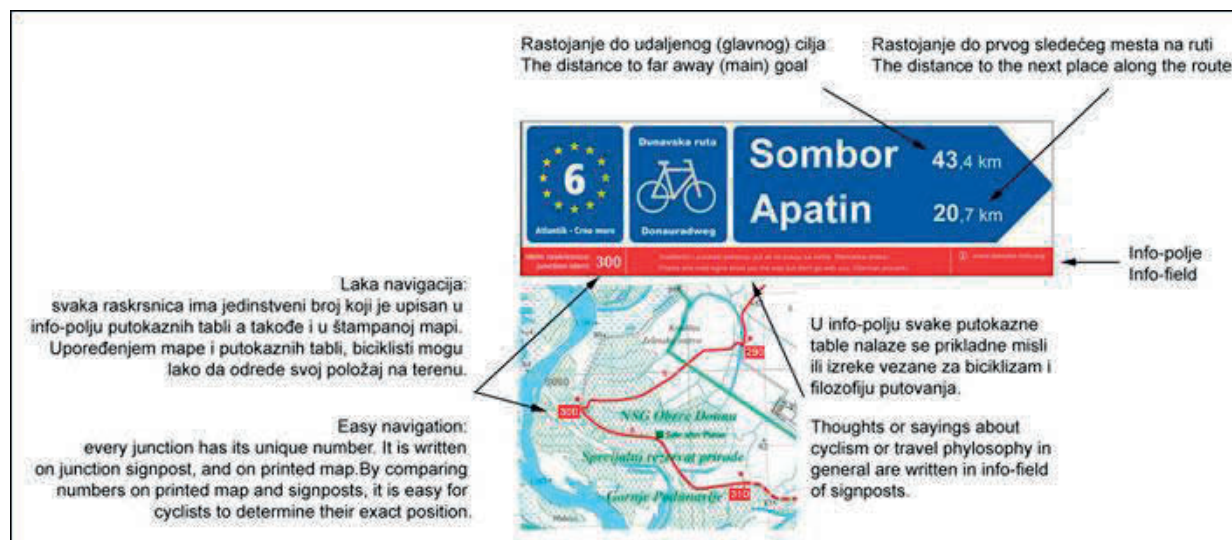 Rastojanje do udaljenog (glavnog) cilja
The distance to far away (main) goal
Rastojanje do prvog sledećeg mesta na ruti
The distance to the next place along the route
6
Atlantik - Crno more
Dunavska ruta
Donauradweg
Sombor 43,4 km
Apatin 20,7 km
300
Info-polje
Info-field
Laka navigacija:
svaka raskrsnica ima jedinstveni broj koji je upisan u
info-polju putokaznih tabli a takođe i u štampanoj mapi.
Upoređenjem mape i putokaznih tabli, biciklisti mogu
lako da odrede svoj položaj na terenu.
Easy navigation:
every junction has its unique number. It is written
on junction signpost, and on printed map.By comparing
numbers on printed map and signposts, it is easy for
cyclists to determine their exact position.
290
300
NSG Obere Donau
Specijalni rezervat prirode
Gornje Podunavlje
310
U info-polju svake putokazne
table nalaze se prikladne misli
ili izreke vezane za biciklizam i
filozofiju putovanja.
Thoughts or sayings about
cyclism or travel phylosophy in
general are written in info-field
of signposts.